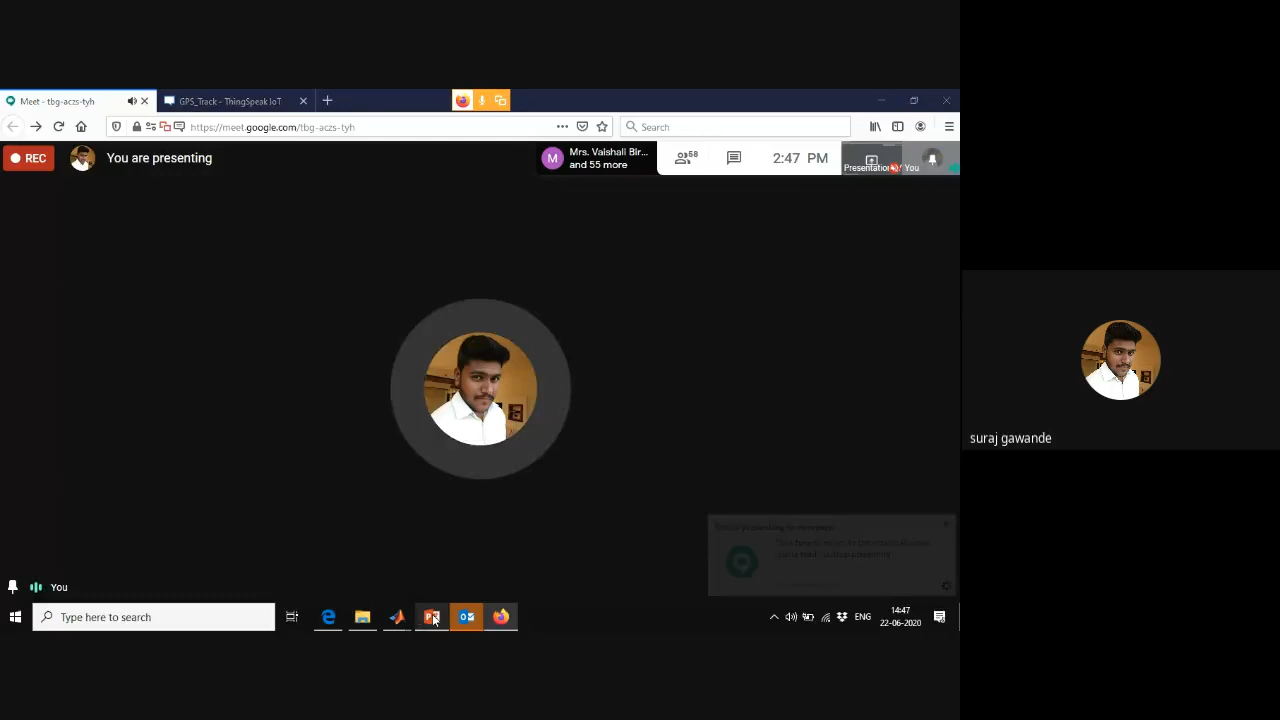 Meet - tbg-aczs-tyh
GPS_Track - ThingSpeak IoT
https://meet.google.com/tbg-aczs-tyh
Search
REC
You are presenting
M
Mrs. Vaishali Bir...
and 55 more
58
2:47 PM
Presentation
You
suraj gawande
You
Type here to search
ENG
14:47
22-06-2020